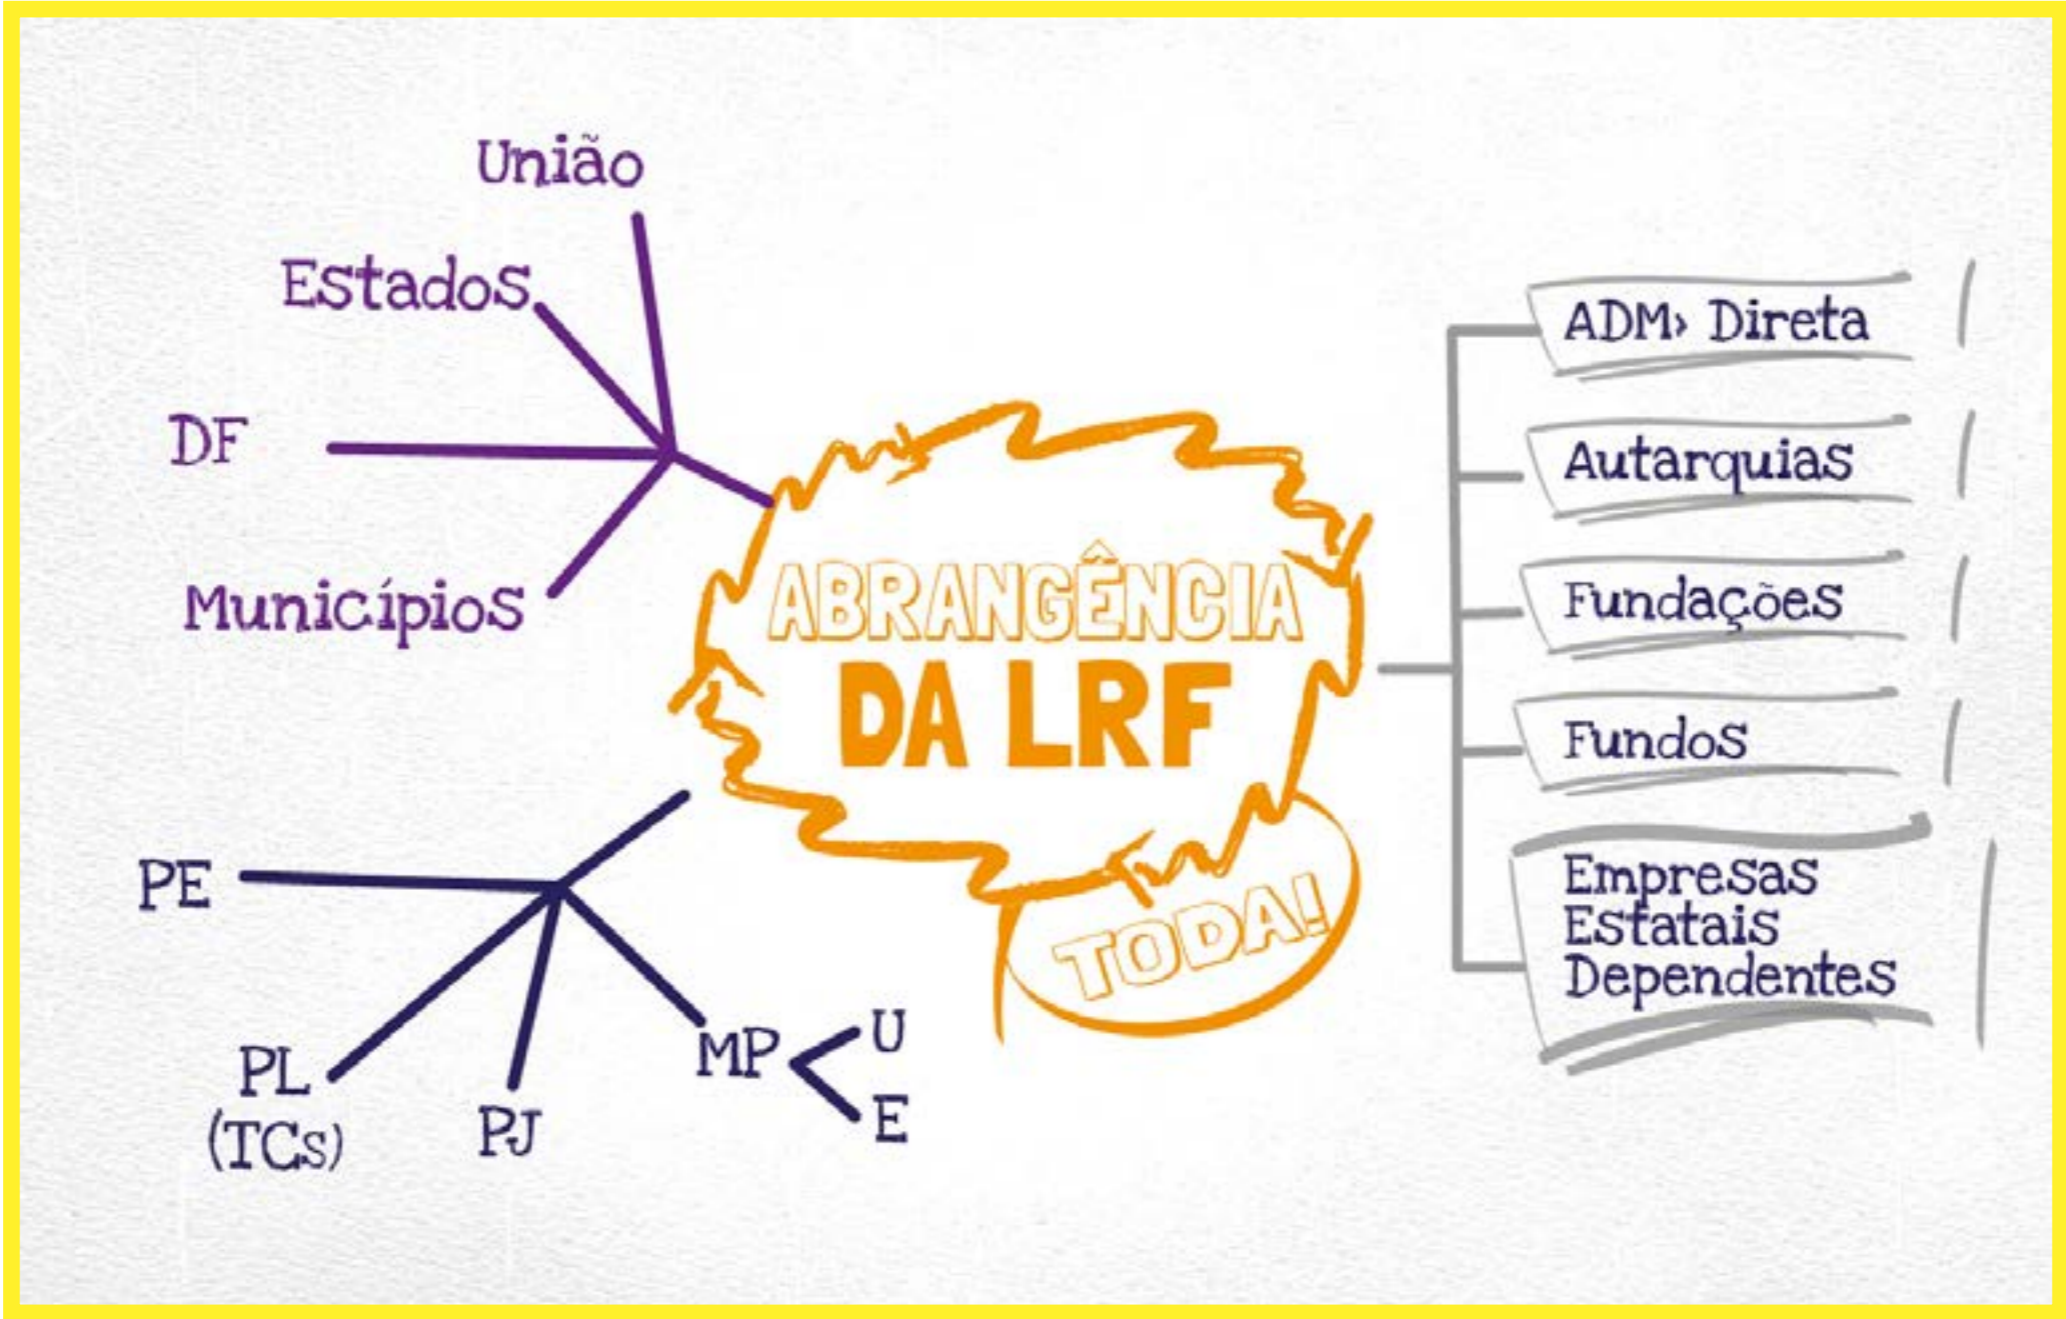 União
Estados
DF
Municípios
ABRANGÊNCIA
DA LRF
TODA!
PE
PL
(TCs)
PJ
MP
U
E
ADM› Direta
Autarquias
Fundações
Fundos
Empresas
Estatais
Dependentes